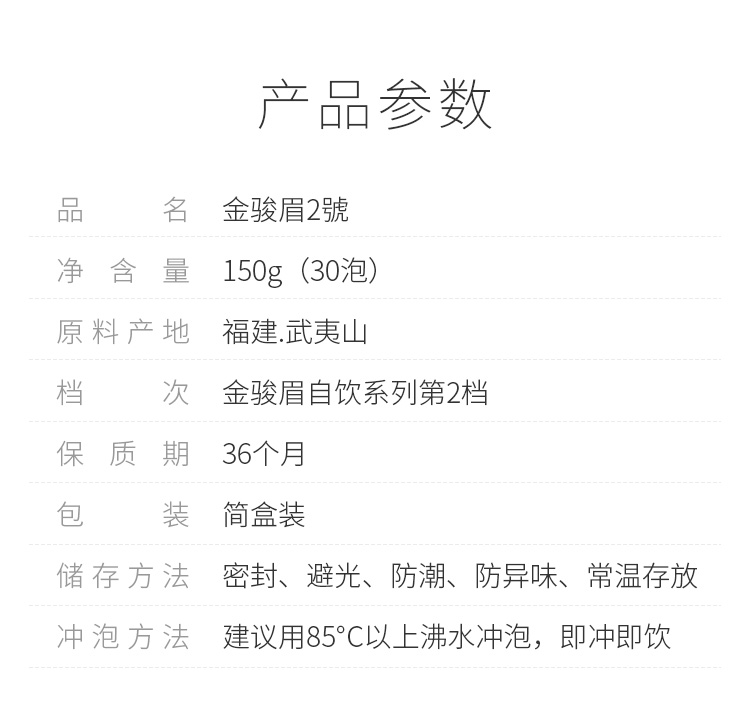 产品参数
品名 金骏眉2號
净含量 150g（30泡）
原料产地 福建.武夷山
档次 金骏眉自饮系列第2档
保质期 36个月
包装 简盒装
储存方法 密封、避光、防潮、防异味、常温存放
冲泡方法 建议用85°C以上沸水冲泡，即冲即饮